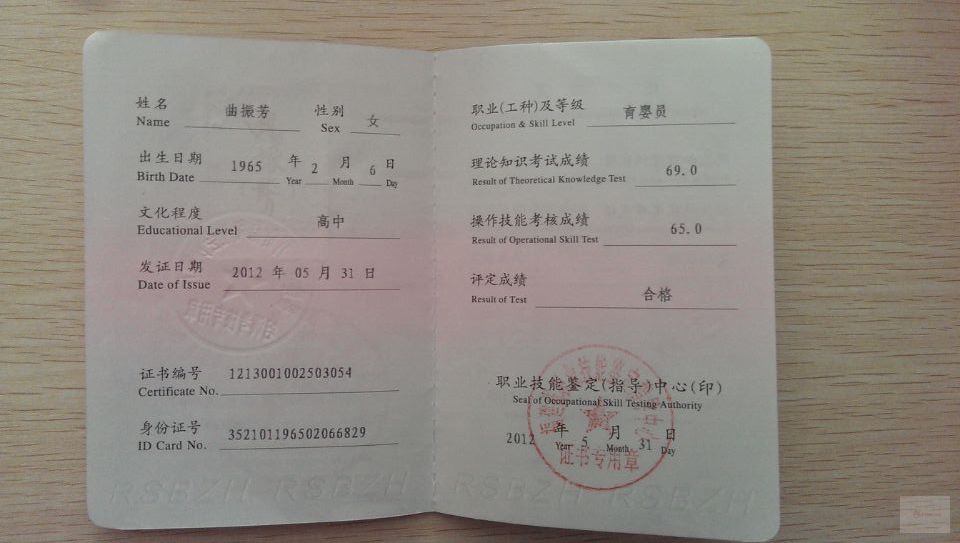 姓名 曲振芳 性别 女
Name Sex
出生日期 1965 年 2 月 6 日
Birth Date Year Month Day
文化程度 高中
Educational Level
发证日期 2012 年 05 月 31 日
Date of Issue
证书编号 1213001002503054
Certificate No.
身份证号 352101196502066829
ID Card No.
RSBZH RSBZH
职业(工种)及等级 育婴员
Occupation & Skill Level
理论知识考试成绩 69.0
Result of Theoretical Knowledge Test
操作技能考核成绩 65.0
Result of Operational Skill Test
评定成绩 合格
Result of Test
职业技能鉴定(指导)中心(印)
Seal of Occupational Skill Testing Authority
2012 年 5 月 31 日
Year Month Day
证书专用章
RSBZH RSBZH